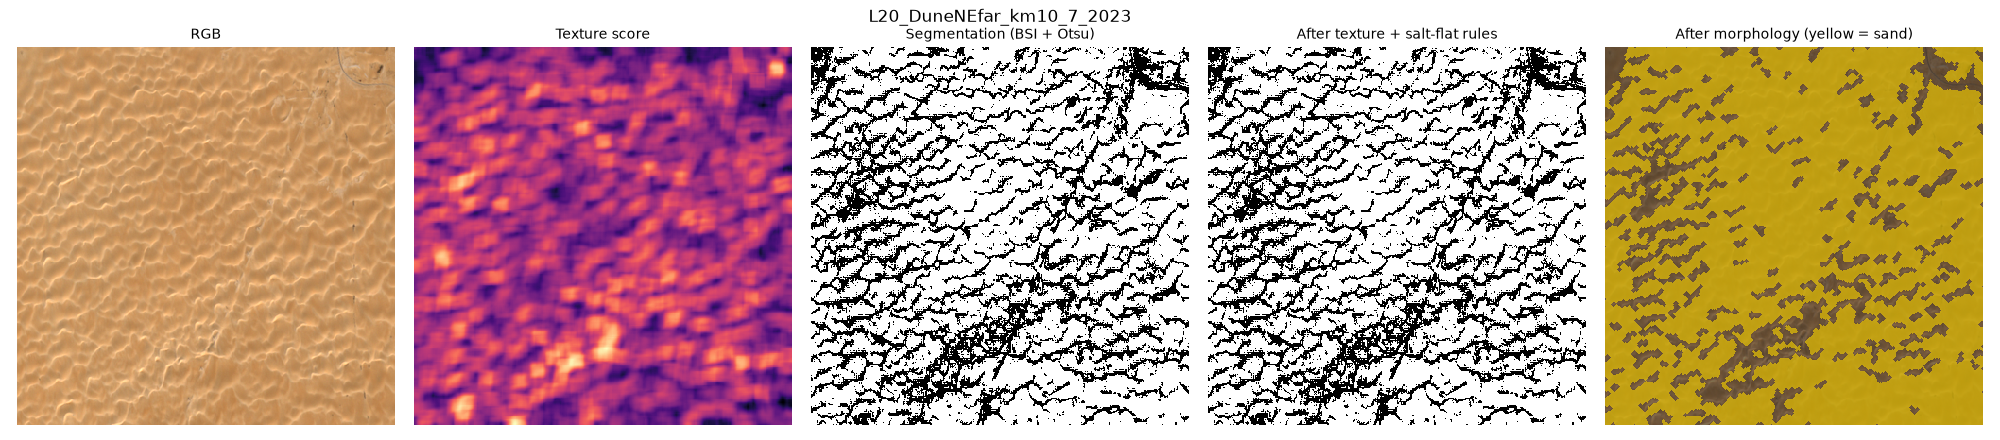 L20_DuneNEfar_km10_7_2023
RGB
Texture score
Segmentation (BSI + Otsu)
After texture + salt-flat rules
After morphology (yellow = sand)